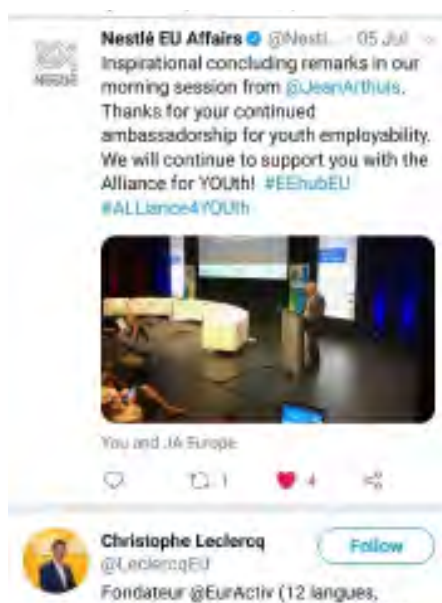 Nestlé EU Affairs @Nestl... · 05 Jul
Inspirational concluding remarks in our
morning session from @JeanArthuis.
Thanks for your continued
ambassadorship for youth employability.
We will continue to support you with the
Alliance for YOUth! #EEhubEU
#ALLiance4YOUth
You and JA Europe
1 4
Christophe Leclercq
Follow
@LeclercqEU
Fondateur @EurActiv (12 langues,